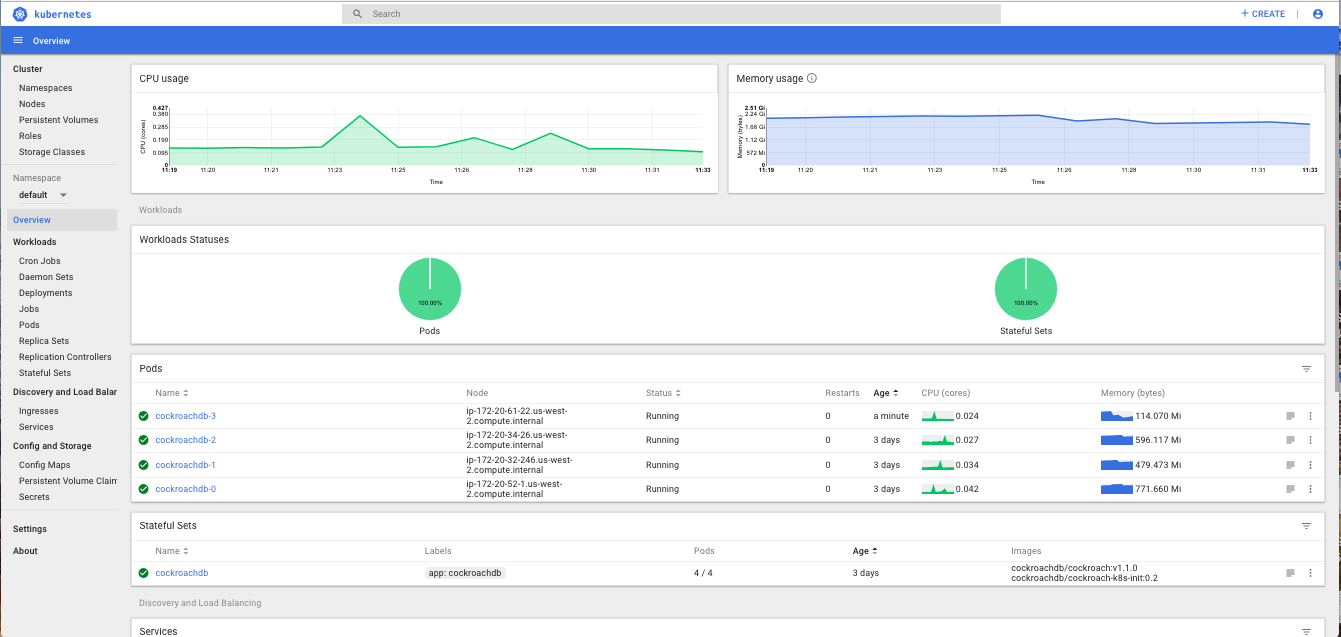 kubernetes
Search
+ CREATE |
Overview
Cluster
Namespaces
Nodes
Persistent Volumes
Roles
Storage Classes
Namespace
default
Overview
Workloads
Cron Jobs
Daemon Sets
Deployments
Jobs
Pods
Replica Sets
Replication Controllers
Stateful Sets
Discovery and Load Balar
Ingresses
Services
Config and Storage
Config Maps
Persistent Volume Claim
Secrets
Settings
About
CPU usage
CPU (cores)
0.427
0.380
0.285
0.190
0.095
0
11:19 11:20 11:21 11:23 11:25 11:26 11:28 11:30 11:31 11:33
Time
Memory usage
Memory (bytes)
2.51 Gi
2.24 Gi
1.68 Gi
1.12 Gi
572 Mi
0
11:19 11:20 11:21 11:23 11:25 11:26 11:28 11:30 11:31 11:33
Time
Workloads
Workloads Statuses
100.00%
Pods
100.00%
Stateful Sets
Pods
Name Node Status Restarts Age CPU (cores) Memory (bytes)
cockroachdb-3 ip-172-20-61-22.us-west-
2.compute.internal Running 0 a minute 0.024 114.070 Mi
cockroachdb-2 ip-172-20-34-26.us-west-
2.compute.internal Running 0 3 days 0.027 596.117 Mi
cockroachdb-1 ip-172-20-32-246.us-west-
2.compute.internal Running 0 3 days 0.034 479.473 Mi
cockroachdb-0 ip-172-20-52-1.us-west-
2.compute.internal Running 0 3 days 0.042 771.660 Mi
Stateful Sets
Name Labels Pods Age Images
cockroachdb app: cockroachdb 4 / 4 3 days cockroachdb/cockroach:v1.1.0
cockroachdb/cockroach-k8s-init:0.2
Discovery and Load Balancing
Services